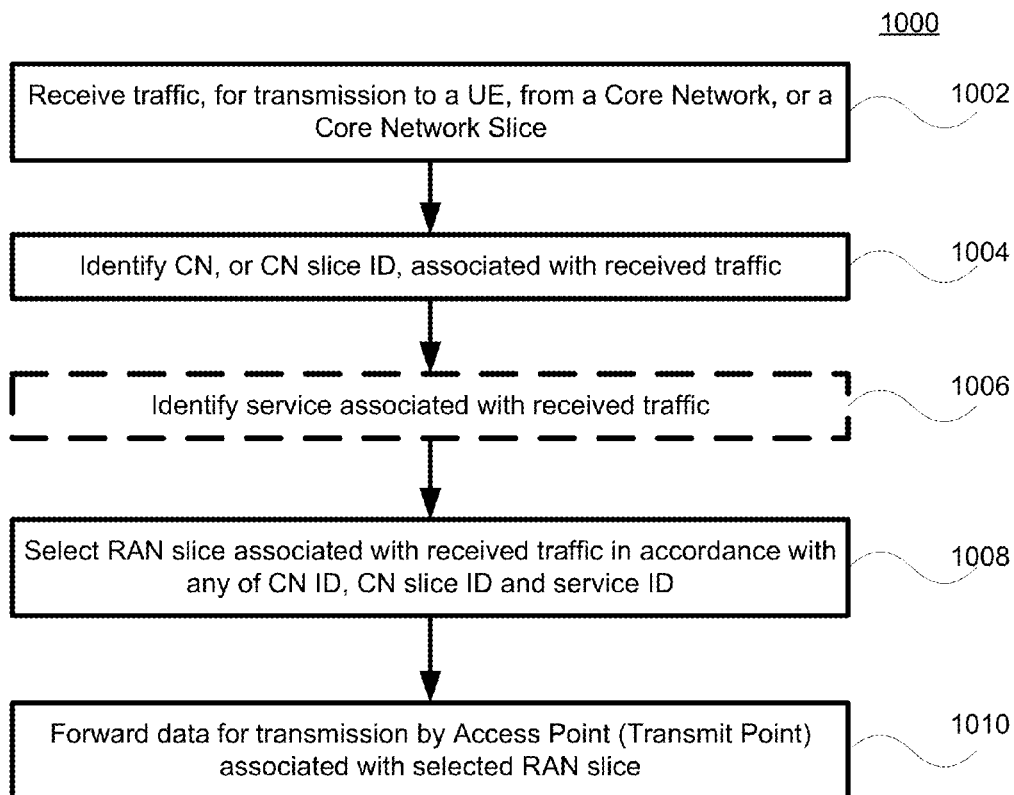 1000
Receive traffic, for transmission to a UE, from a Core Network, or a
Core Network Slice
1002
Identify CN, or CN slice ID, associated with received traffic
1004
Identify service associated with received traffic
1006
Select RAN slice associated with received traffic in accordance with
any of CN ID, CN slice ID and service ID
1008
Forward data for transmission by Access Point (Transmit Point)
associated with selected RAN slice
1010